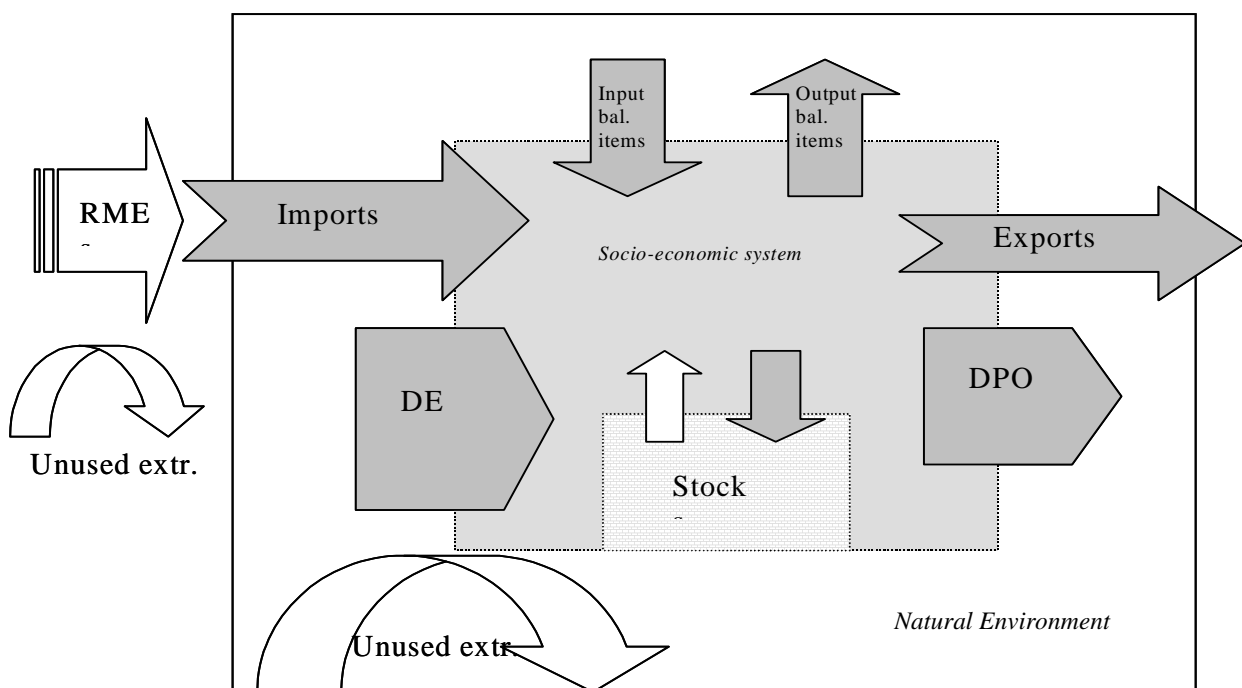 Input
bal.
items
Output
bal.
items
RME
Imports
Socio-economic system
Exports
DE
DPO
Unused extr.
Stock
Natural Environment
Unused extr.